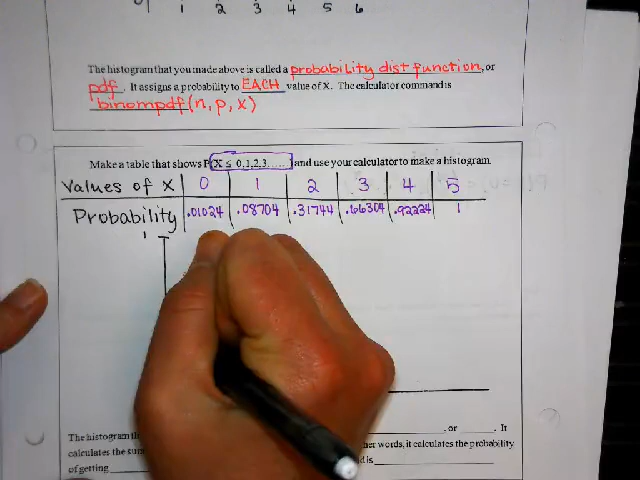 0 1 2 3 4 5 6
The histogram that you made above is called a probability dist function, or
pdf. It assigns a probability to EACH value of X. The calculator command is
binompdf(n, p, x)
Make a table that shows P(X ≤ 0,1,2,3......) and use your calculator to make a histogram
Values of X 0 1 2 3 4 5
Probability .01024 .08704 .31744 .66304 .92224 1
1
The histogram th , or . It
calculates the sum her words, it calculates the probability
of getting d is